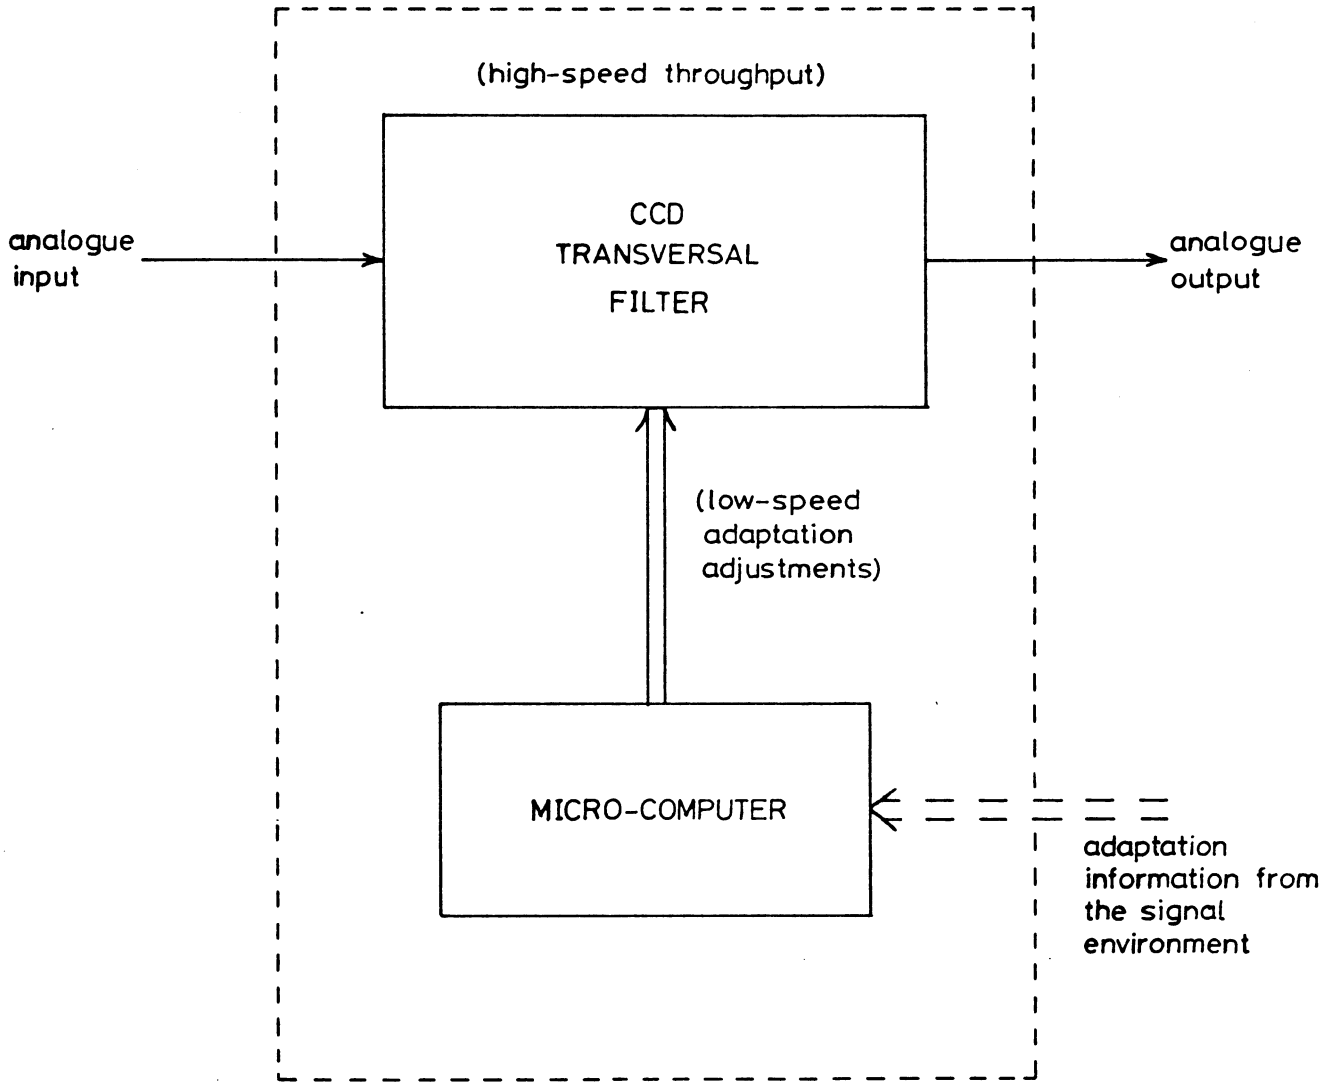 (high-speed throughput)
CCD
TRANSVERSAL
FILTER
analogue
input
analogue
output
(low-speed
adaptation
adjustments)
MICRO-COMPUTER
adaptation
information from
the signal
environment